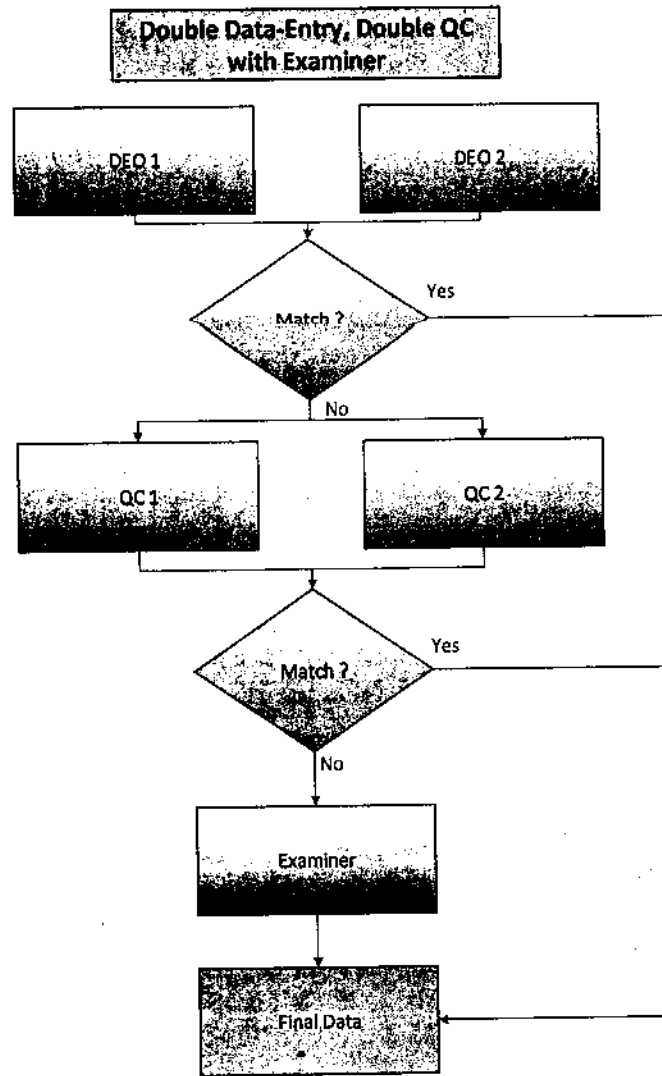 Double Data-Entry, Double QC
with Examiner
DEO 1
DEO 2
Match ?
Yes
No
QC 1
QC 2
Match ?
Yes
No
Examiner
Final Data